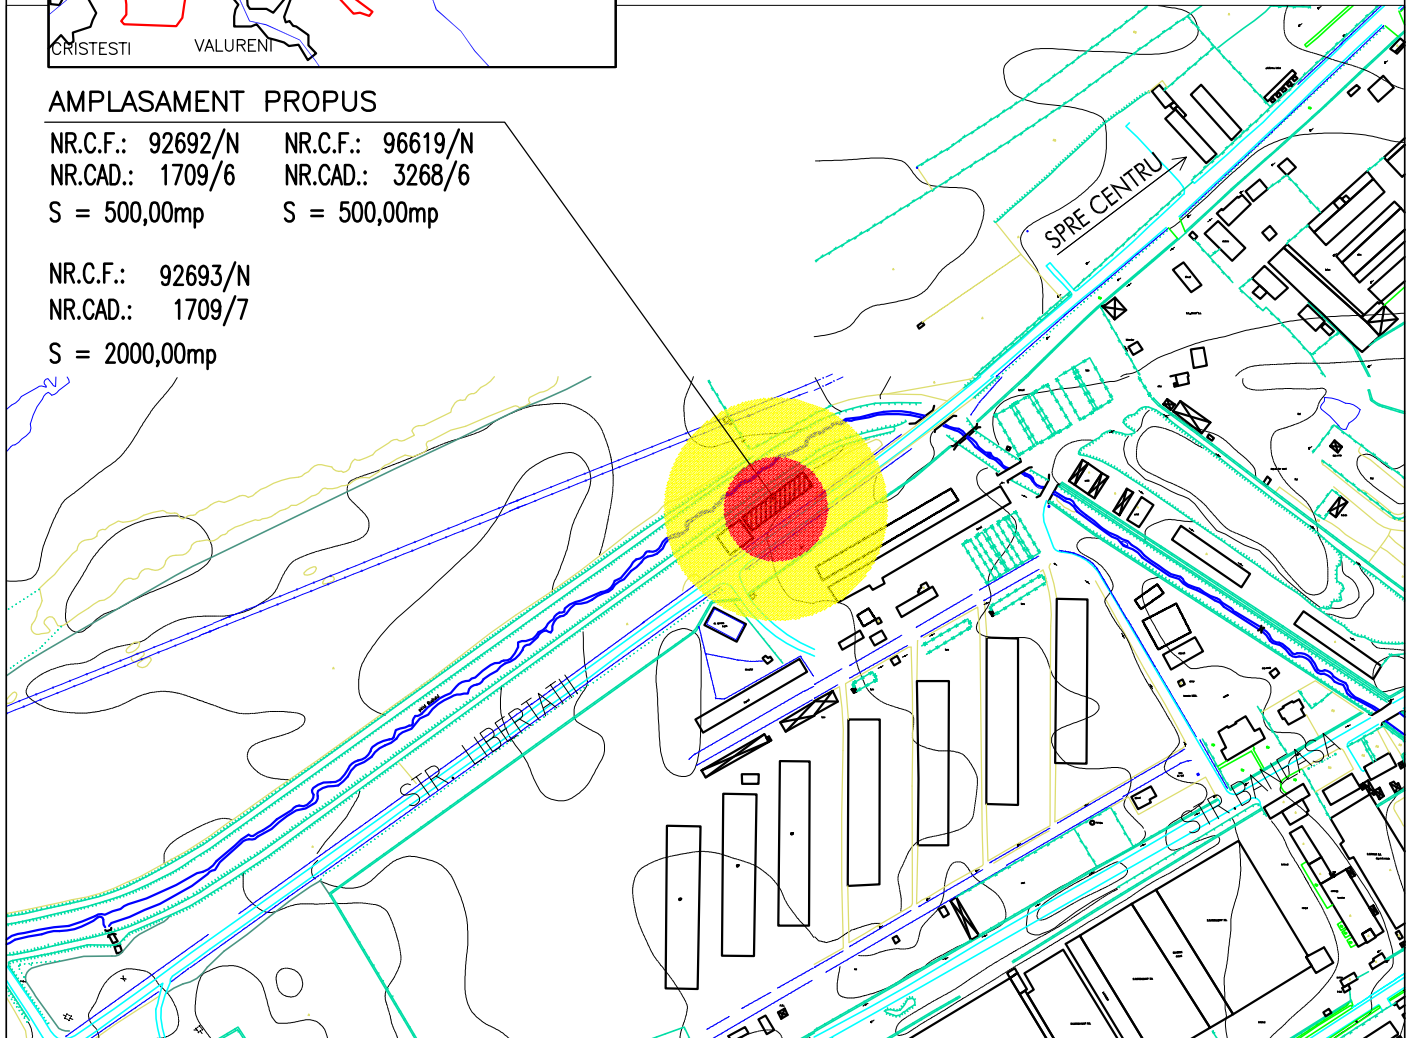 CRISTESTI VALURENI
AMPLASAMENT PROPUS
NR.C.F.: 92692/N NR.C.F.: 96619/N
NR.CAD.: 1709/6 NR.CAD.: 3268/6
S = 500,00mp S = 500,00mp
NR.C.F.: 92693/N
NR.CAD.: 1709/7
S = 2000,00mp
SPRE CENTRU
STR. LIBERTATII
STR. BANEASA